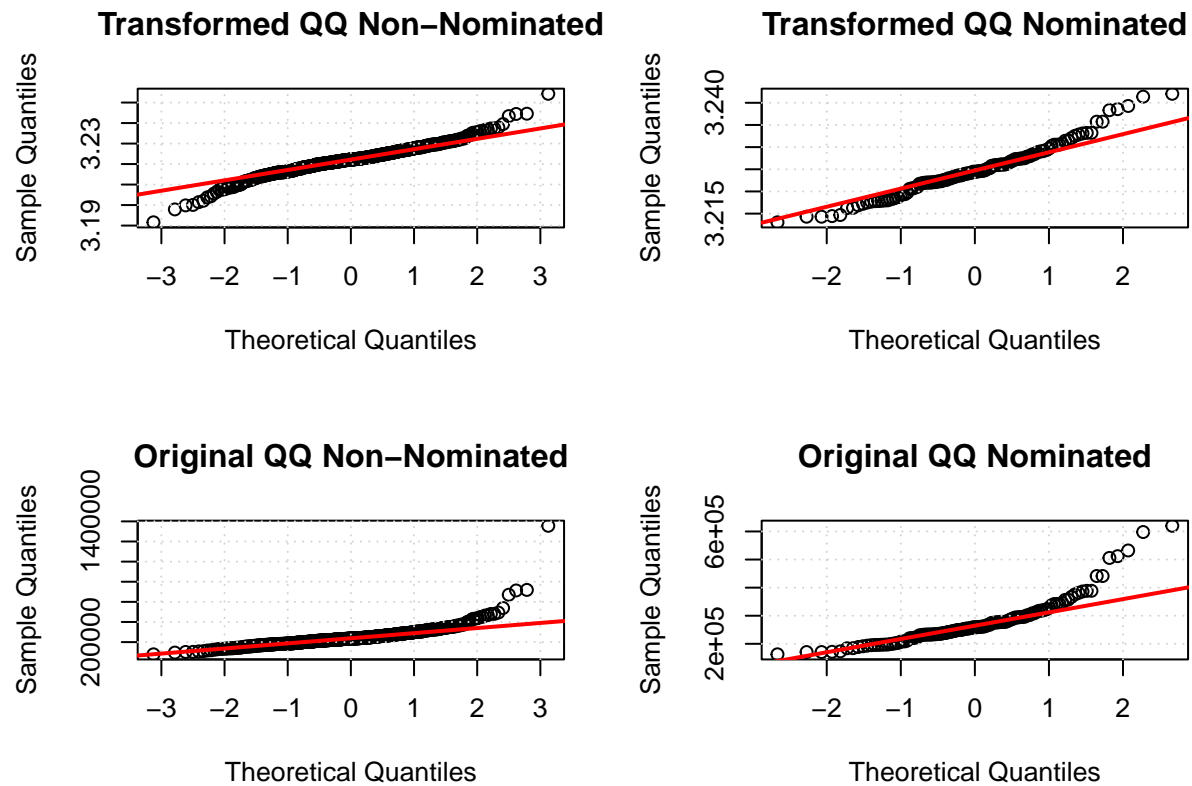 Transformed QQ Non−Nominated
Sample Quantiles
3.23
3.19
−3 −2 −1 0 1 2 3
Theoretical Quantiles
Transformed QQ Nominated
Sample Quantiles
3.240
3.215
−2 −1 0 1 2
Theoretical Quantiles
Original QQ Non−Nominated
Sample Quantiles
1400000
200000
−3 −2 −1 0 1 2 3
Theoretical Quantiles
Original QQ Nominated
Sample Quantiles
6e+05
2e+05
−2 −1 0 1 2
Theoretical Quantiles